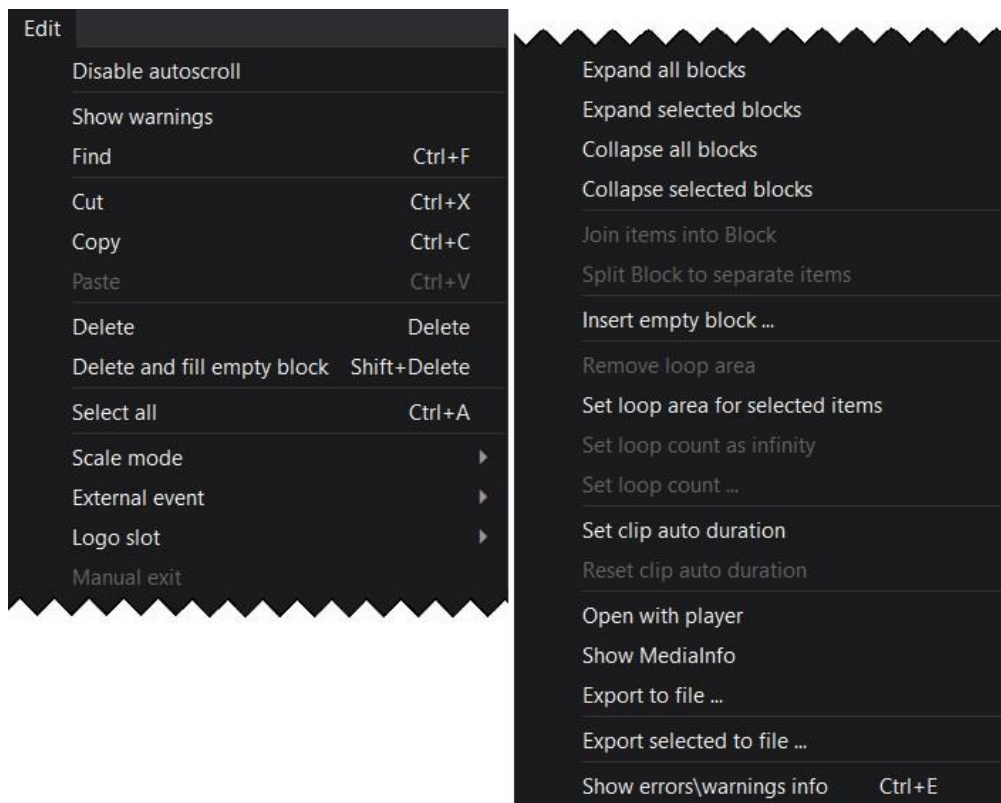 Edit
Disable autoscroll
Show warnings
Find Ctrl+F
Cut Ctrl+X
Copy Ctrl+C
Paste Ctrl+V
Delete Delete
Delete and fill empty block Shift+Delete
Select all Ctrl+A
Scale mode
External event
Logo slot
Manual exit
Expand all blocks
Expand selected blocks
Collapse all blocks
Collapse selected blocks
Join items into Block
Split Block to separate items
Insert empty block ...
Remove loop area
Set loop area for selected items
Set loop count as infinity
Set loop count ...
Set clip auto duration
Reset clip auto duration
Open with player
Show MediaInfo
Export to file ...
Export selected to file ...
Show errors\warnings info Ctrl+E